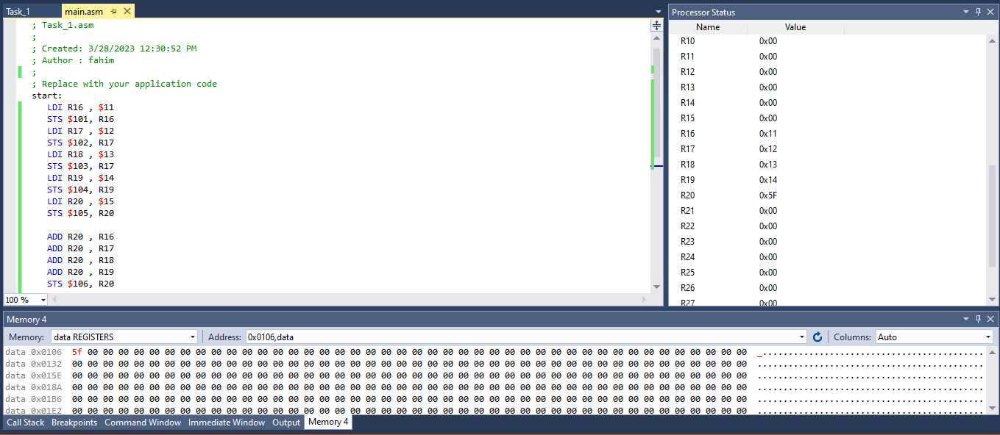 Task_1
main.asm
; Task_1.asm
;
; Created: 3/28/2023 12:30:52 PM
; Author : fahim
;
; Replace with your application code
start:
LDI R16 , $11
STS $101, R16
LDI R17 , $12
STS $102, R17
LDI R18 , $13
STS $103, R17
LDI R19 , $14
STS $104, R19
LDI R20 , $15
STS $105, R20
ADD R20 , R16
ADD R20 , R17
ADD R20 , R18
ADD R20 , R19
STS $106, R20
100 %
Processor Status
Name Value
R10 0x00
R11 0x00
R12 0x00
R13 0x00
R14 0x00
R15 0x00
R16 0x11
R17 0x12
R18 0x13
R19 0x14
R20 0x5F
R21 0x00
R22 0x00
R23 0x00
R24 0x00
R25 0x00
R26 0x00
R27 0x00
Memory 4
Memory: data REGISTERS Address: 0x0106,data Columns: Auto
data 0x0106 5f 00 00 00 00 00 00 00 00 00 00 00 00 00 00 00 00 00 00 00 00 00 00 00 00 00 00 00 00 00 00 00 00 00 00 00 00 00 00 00 00 00 00 00 _...........................................
data 0x0132 00 00 00 00 00 00 00 00 00 00 00 00 00 00 00 00 00 00 00 00 00 00 00 00 00 00 00 00 00 00 00 00 00 00 00 00 00 00 00 00 00 00 00 00 ............................................
data 0x015E 00 00 00 00 00 00 00 00 00 00 00 00 00 00 00 00 00 00 00 00 00 00 00 00 00 00 00 00 00 00 00 00 00 00 00 00 00 00 00 00 00 00 00 00 ............................................
data 0x018A 00 00 00 00 00 00 00 00 00 00 00 00 00 00 00 00 00 00 00 00 00 00 00 00 00 00 00 00 00 00 00 00 00 00 00 00 00 00 00 00 00 00 00 00 ............................................
data 0x01B6 00 00 00 00 00 00 00 00 00 00 00 00 00 00 00 00 00 00 00 00 00 00 00 00 00 00 00 00 00 00 00 00 00 00 00 00 00 00 00 00 00 00 00 00 ............................................
data 0x01E2 00 00 00 00 00 00 00 00 00 00 00 00 00 00 00 00 00 00 00 00 00 00 00 00 00 00 00 00 00 00 00 00 00 00 00 00 00 00 00 00 00 00 00 00 ............................................
Call Stack Breakpoints Command Window Immediate Window Output Memory 4